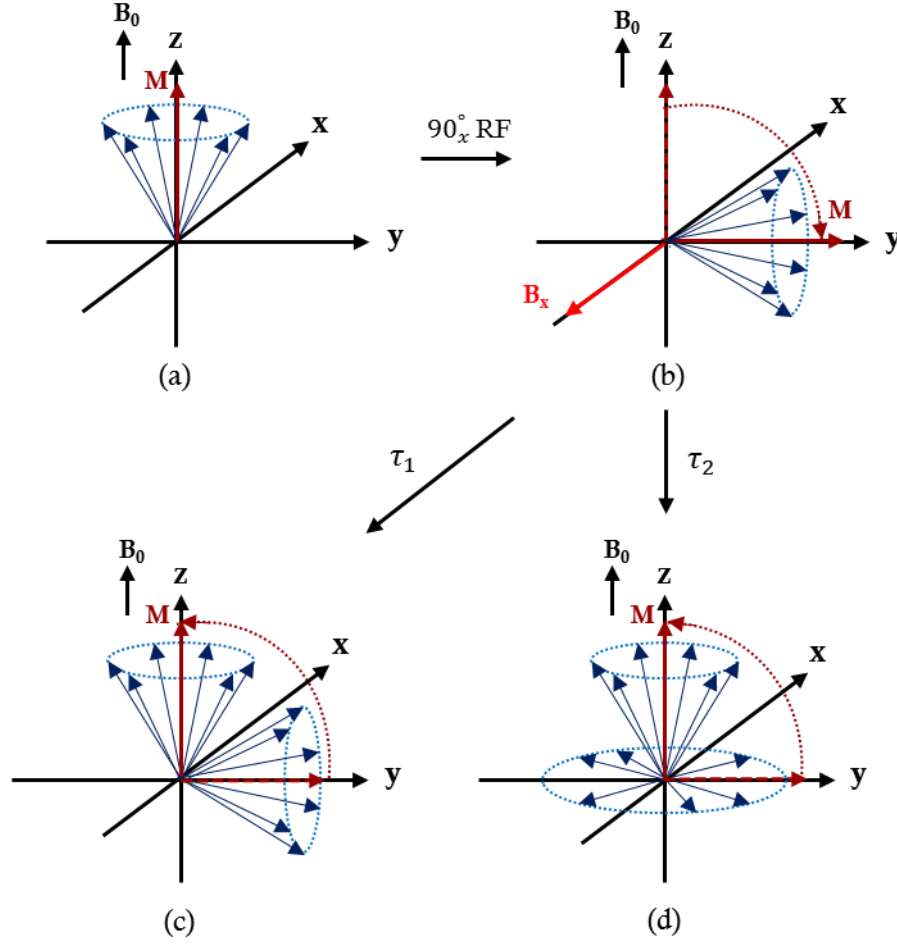 B₀
z
M
x
y
(a)
90°ₓ RF
B₀
z
x
M
y
Bₓ
(b)
τ₁
τ₂
B₀
z
M
x
y
(c)
B₀
z
M
x
y
(d)